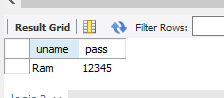 Result Grid Filter Rows:
uname pass
Ram 12345